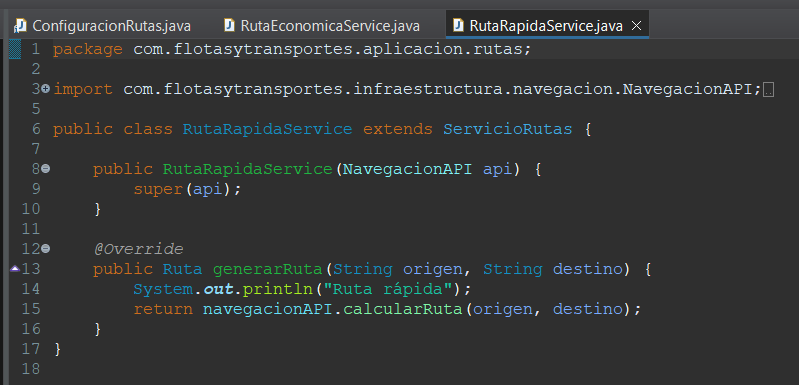 ConfiguracionRutas.java RutaEconomicaService.java RutaRapidaService.java
1 package com.flotasytransportes.aplicacion.rutas;
2
3 import com.flotasytransportes.infraestructura.navegacion.NavegacionAPI;
5
6 public class RutaRapidaService extends ServicioRutas {
7
8 public RutaRapidaService(NavegacionAPI api) {
9 super(api);
10 }
11
12 @Override
13 public Ruta generarRuta(String origen, String destino) {
14 System.out.println("Ruta rápida");
15 return navegacionAPI.calcularRuta(origen, destino);
16 }
17 }
18